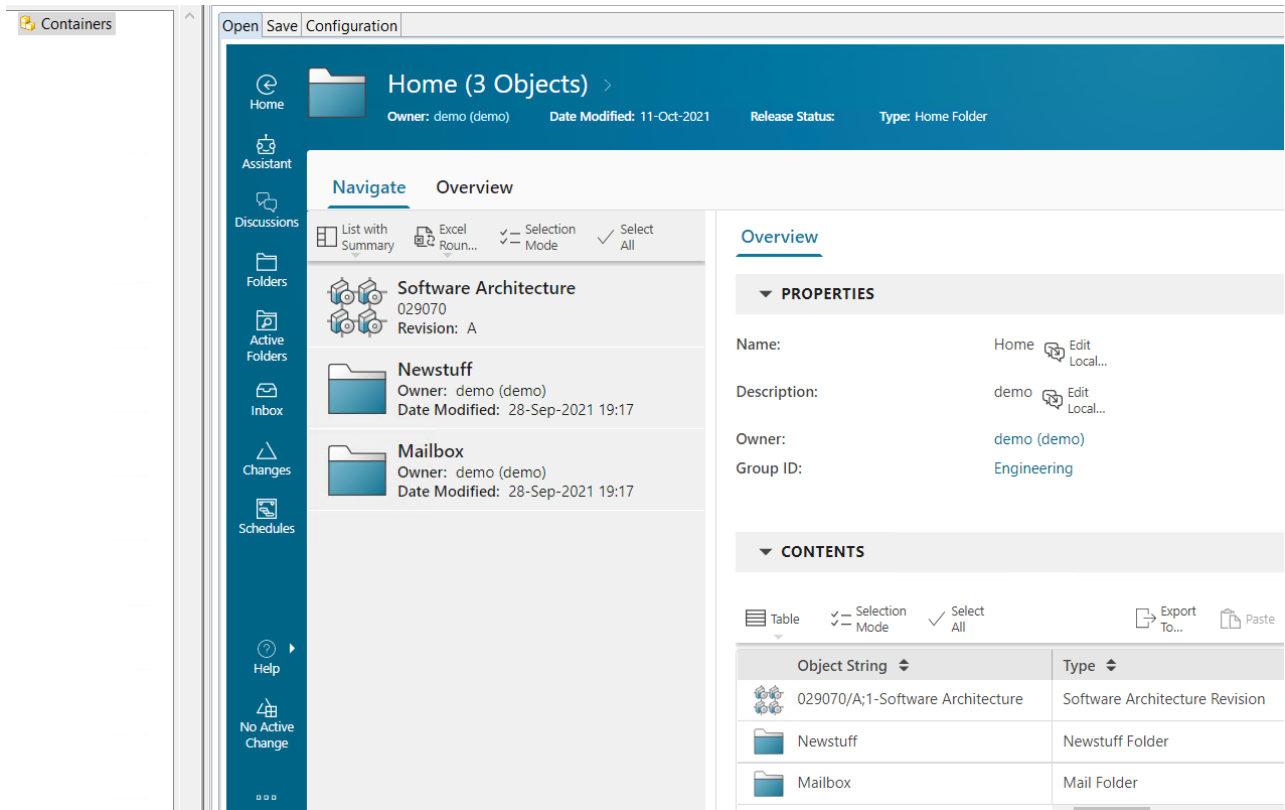 Containers
Open Save Configuration
Home
Assistant
Discussions
Folders
Active
Folders
Inbox
Changes
Schedules
Help
No Active
Change
Home (3 Objects)
Owner: demo (demo) Date Modified: 11-Oct-2021 Release Status: Type: Home Folder
Navigate Overview
List with
Summary
Excel
Roun...
Selection
Mode
Select
All
Software Architecture
029070
Revision: A
Newstuff
Owner: demo (demo)
Date Modified: 28-Sep-2021 19:17
Mailbox
Owner: demo (demo)
Date Modified: 28-Sep-2021 19:17
Overview
PROPERTIES
Name: Home Edit
Local...
Description: demo Edit
Local...
Owner: demo (demo)
Group ID: Engineering
CONTENTS
Table
Selection
Mode
Select
All
Export
To...
Paste
Object String Type
029070/A;1-Software Architecture Software Architecture Revision
Newstuff Newstuff Folder
Mailbox Mail Folder